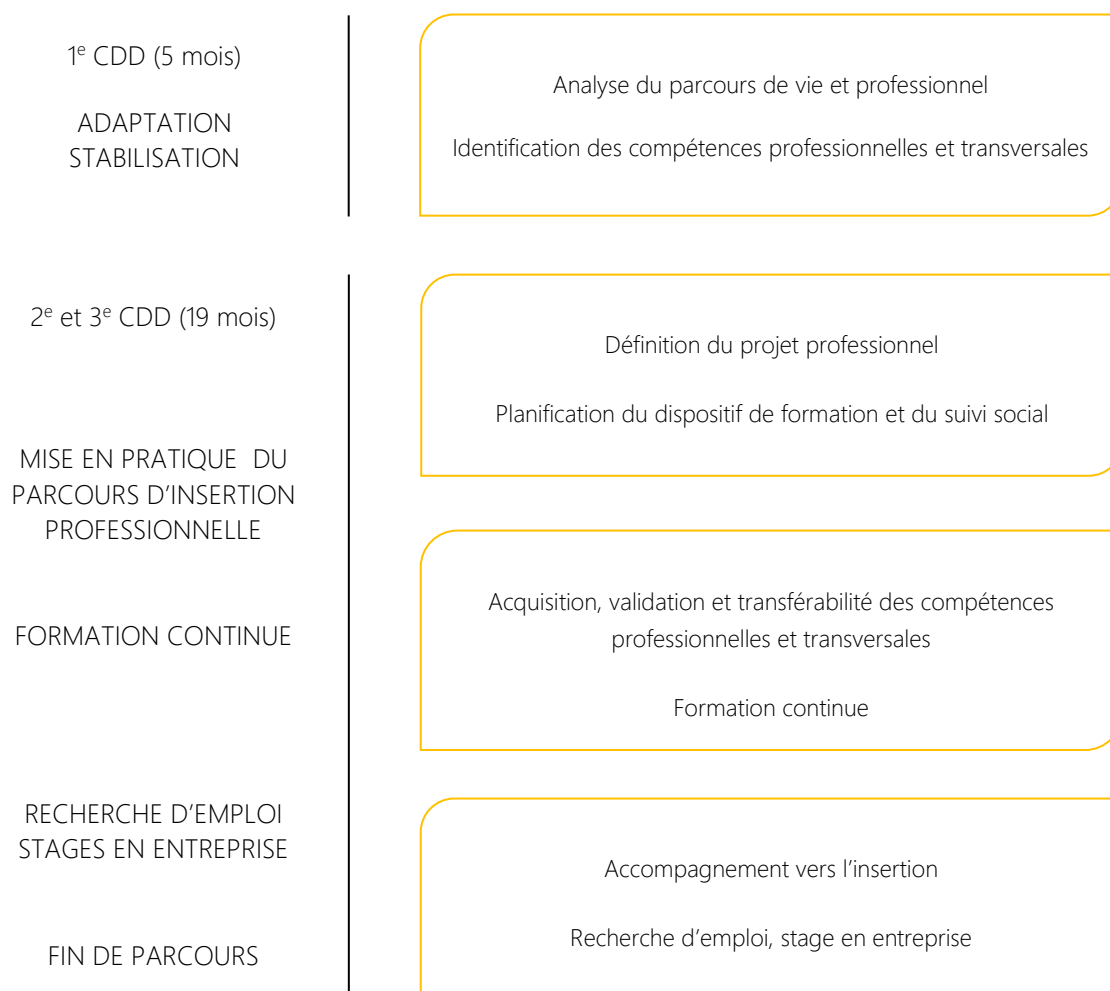 1e CDD (5 mois)
ADAPTATION
STABILISATION
Analyse du parcours de vie et professionnel
Identification des compétences professionnelles et transversales
2e et 3e CDD (19 mois)
MISE EN PRATIQUE DU
PARCOURS D’INSERTION
PROFESSIONNELLE
FORMATION CONTINUE
RECHERCHE D’EMPLOI
STAGES EN ENTREPRISE
FIN DE PARCOURS
Définition du projet professionnel
Planification du dispositif de formation et du suivi social
Acquisition, validation et transférabilité des compétences
professionnelles et transversales
Formation continue
Accompagnement vers l’insertion
Recherche d’emploi, stage en entreprise